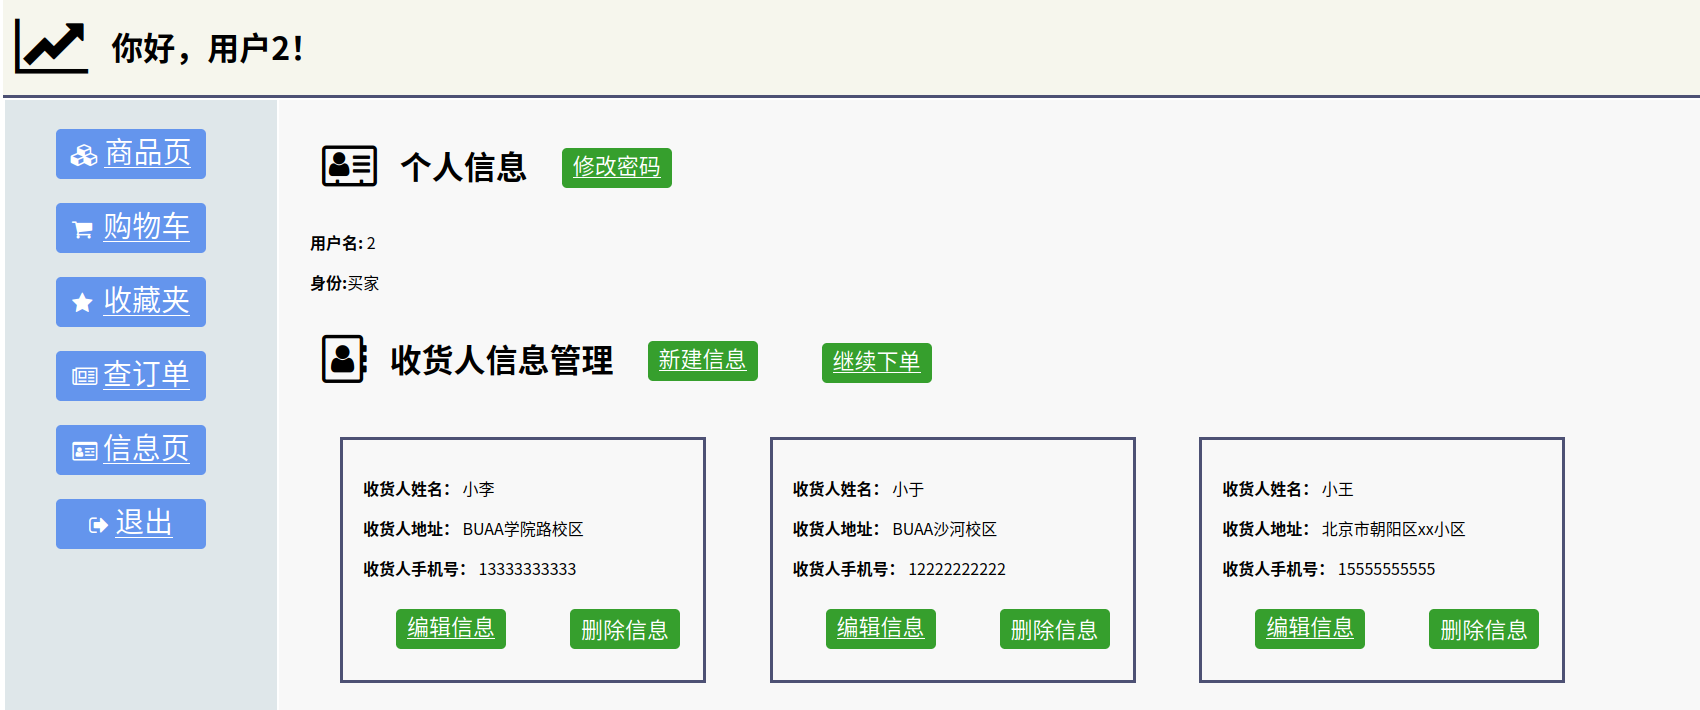 你好，用户2！
商品页
购物车
收藏夹
查订单
信息页
退出
个人信息 修改密码
用户名: 2
身份:买家
收货人信息管理 新建信息 继续下单
收货人姓名： 小李
收货人地址： BUAA学院路校区
收货人手机号： 13333333333
编辑信息 删除信息
收货人姓名： 小于
收货人地址： BUAA沙河校区
收货人手机号： 12222222222
编辑信息 删除信息
收货人姓名： 小王
收货人地址： 北京市朝阳区xx小区
收货人手机号： 15555555555
编辑信息 删除信息